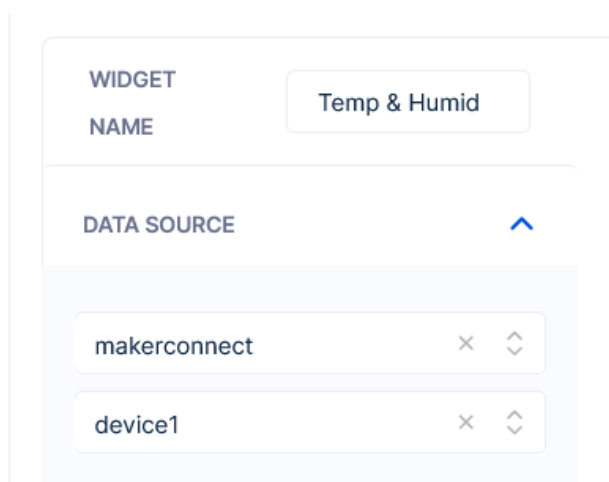 WIDGET
NAME
Temp & Humid
DATA SOURCE
makerconnect
device1